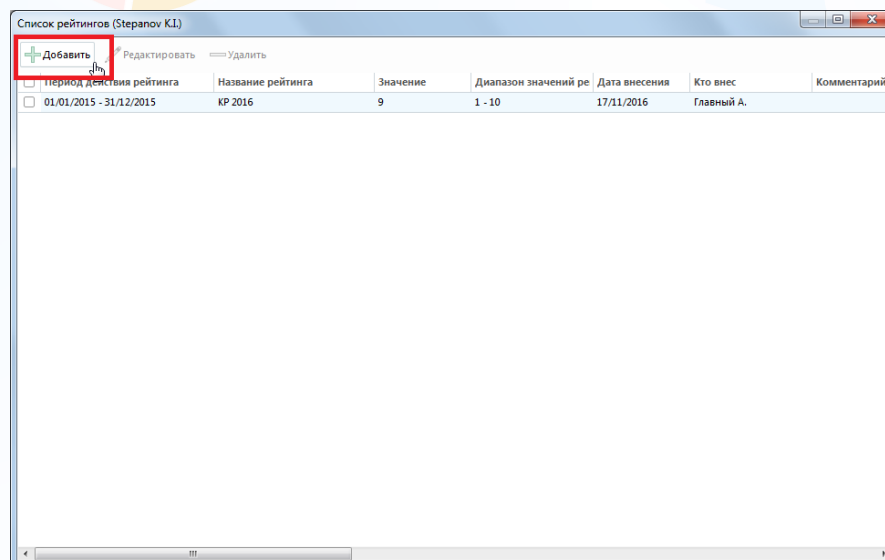 Список рейтингов (Stepanov K.I.)
Добавить Редактировать Удалить
Период действия рейтинга Название рейтинга Значение Диапазон значений ре Дата внесения Кто внес Комментарий
01/01/2015 - 31/12/2015 КР 2016 9 1 - 10 17/11/2016 Главный А.